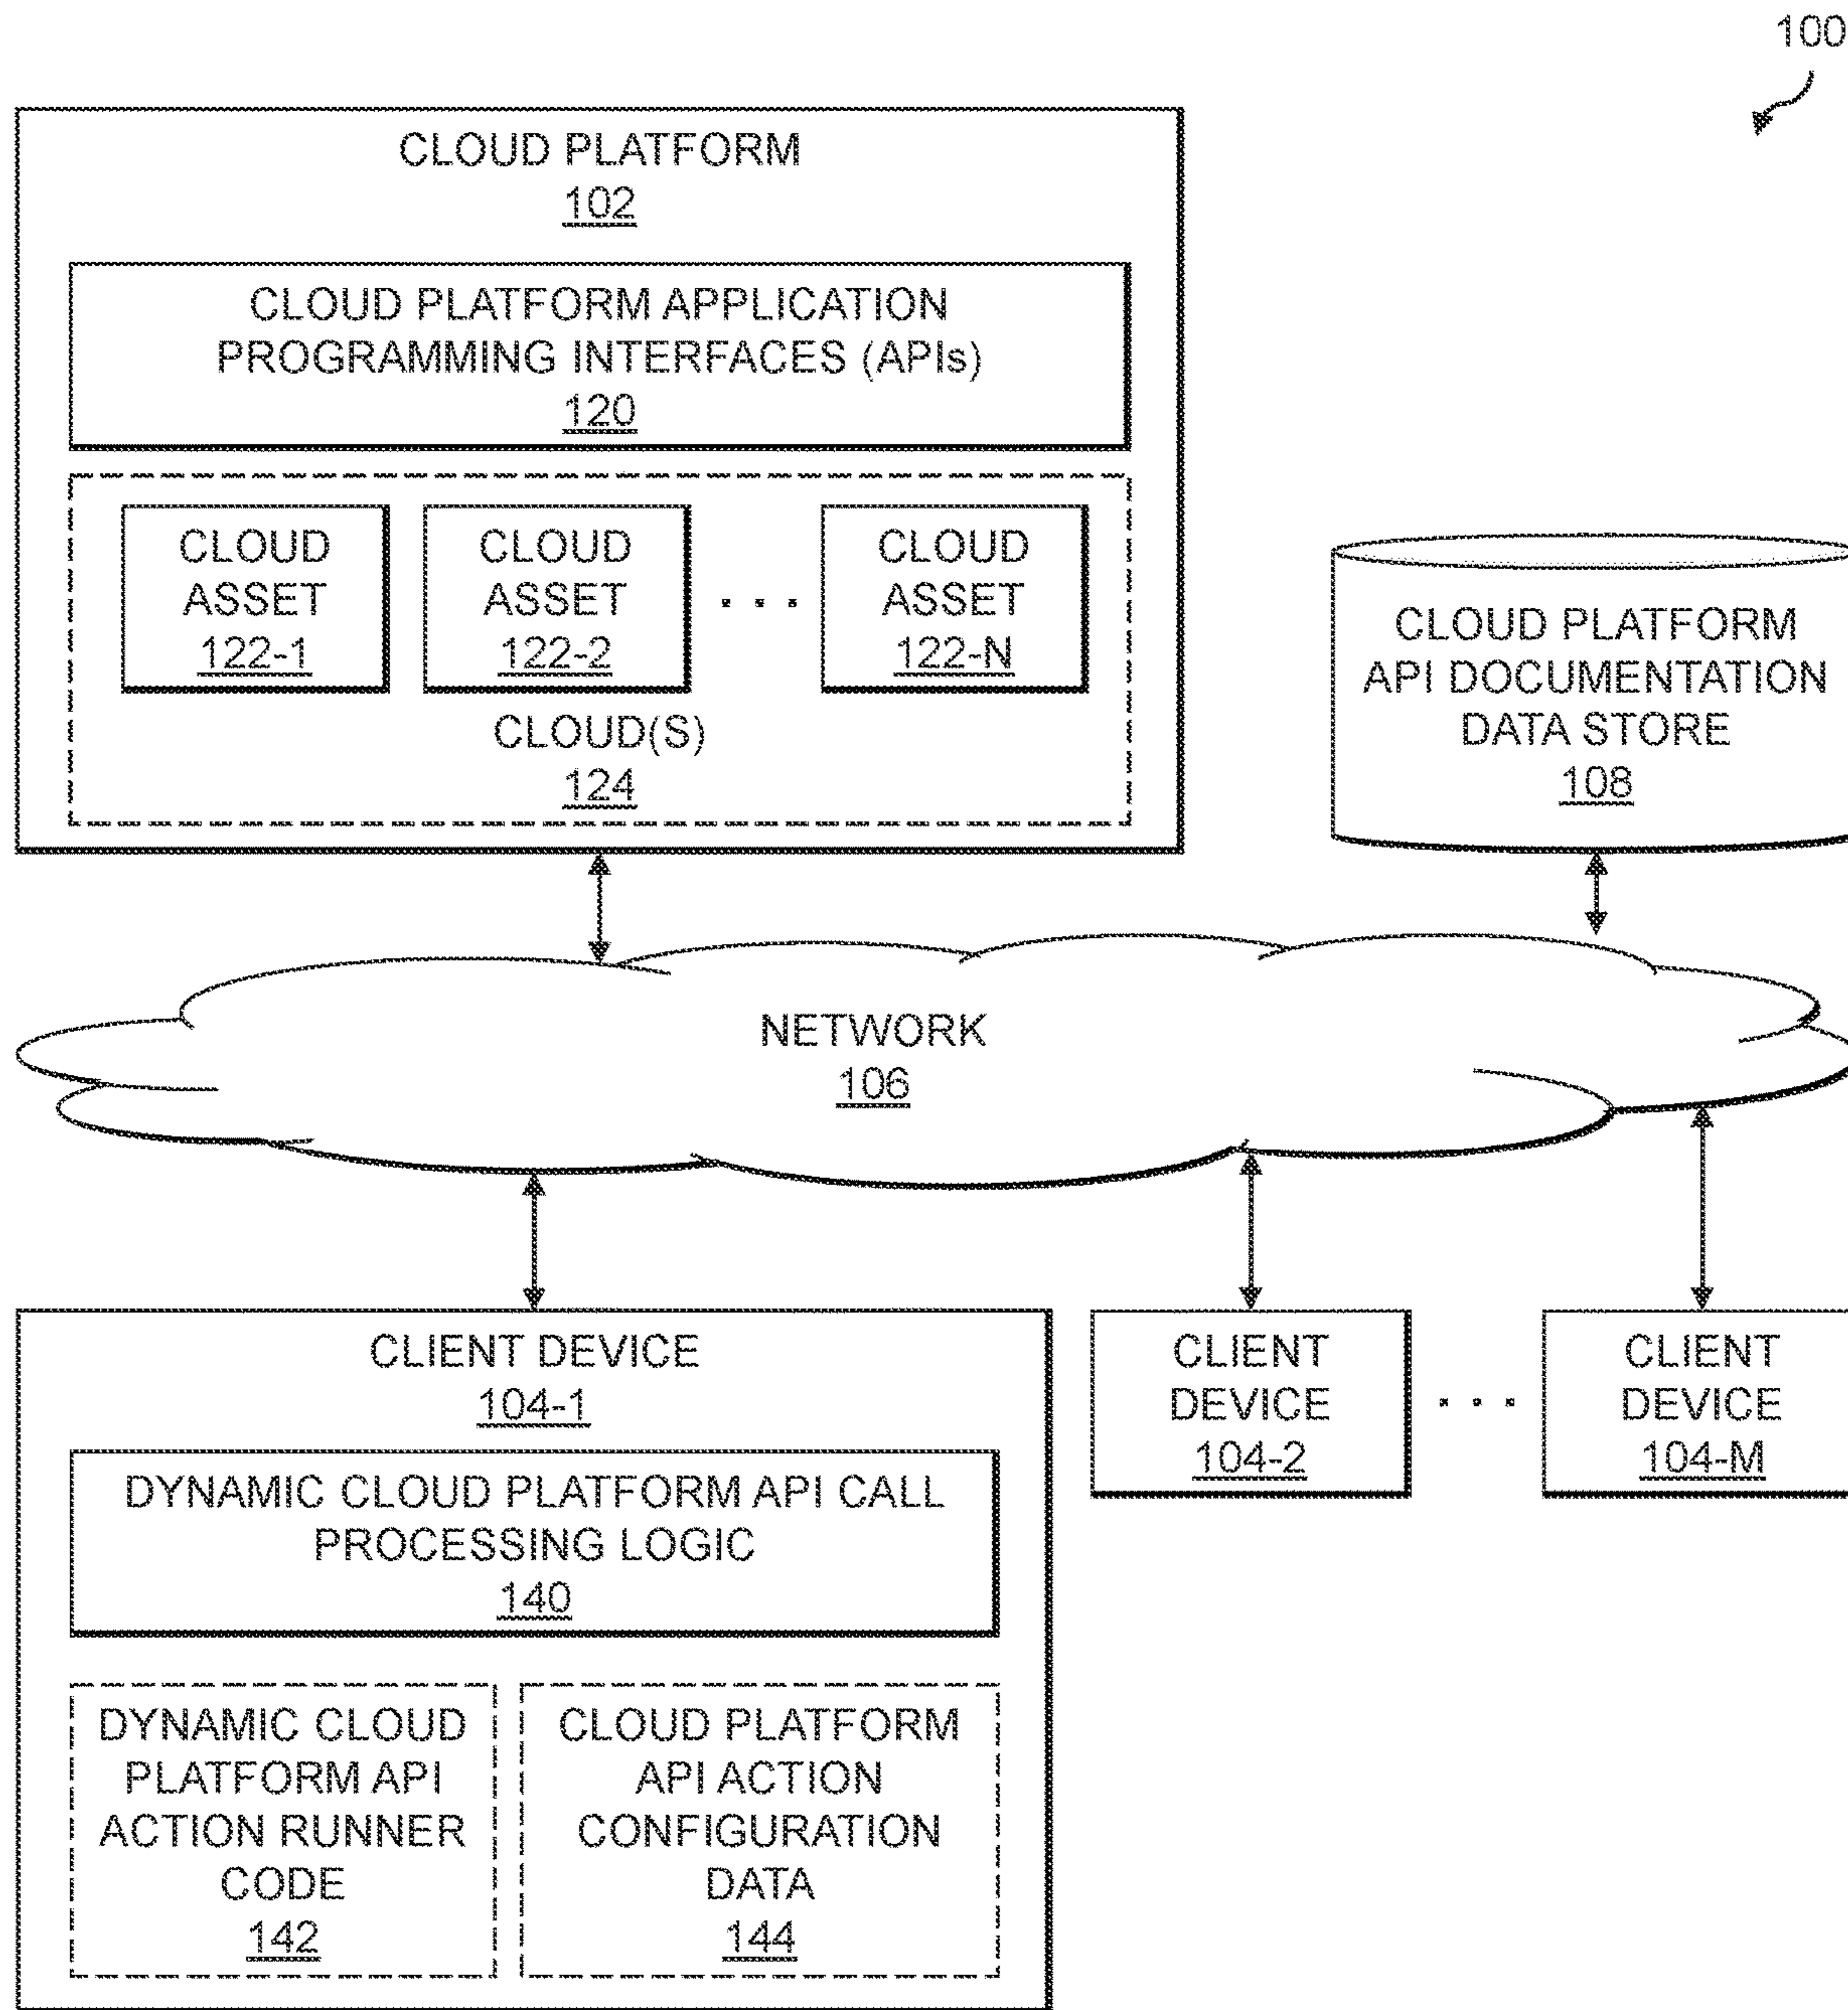 100
CLOUD PLATFORM
102
CLOUD PLATFORM APPLICATION
PROGRAMMING INTERFACES (APIs)
120
CLOUD
ASSET
122-1
CLOUD
ASSET
122-2
. . .
CLOUD
ASSET
122-N
CLOUD(S)
124
CLOUD PLATFORM
API DOCUMENTATION
DATA STORE
108
NETWORK
106
CLIENT DEVICE
104-1
DYNAMIC CLOUD PLATFORM API CALL
PROCESSING LOGIC
140
DYNAMIC CLOUD
PLATFORM API
ACTION RUNNER
CODE
142
CLOUD PLATFORM
API ACTION
CONFIGURATION
DATA
144
CLIENT
DEVICE
104-2
. . .
CLIENT
DEVICE
104-M